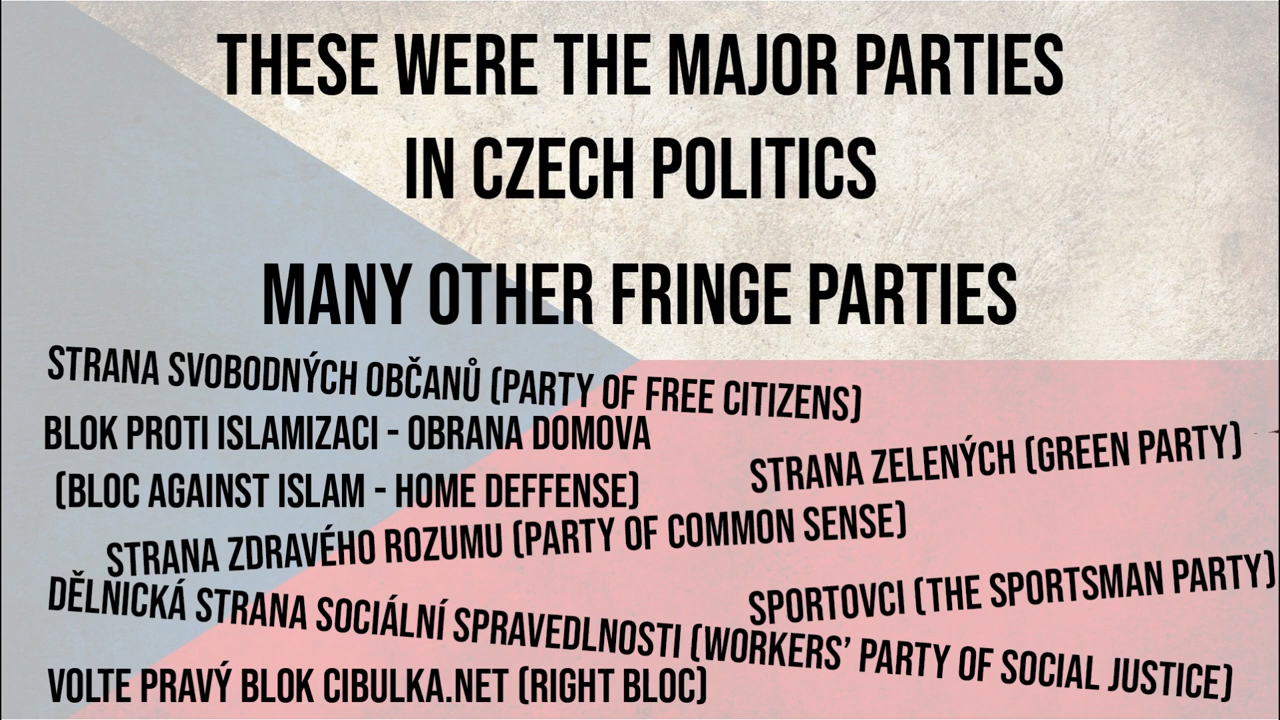 THESE WERE THE MAJOR PARTIES
IN CZECH POLITICS
MANY OTHER FRINGE PARTIES
STRANA SVOBODNÝCH OBČANŮ (PARTY OF FREE CITIZENS)
BLOK PROTI ISLAMIZACI - OBRANA DOMOVA
(BLOC AGAINST ISLAM - HOME DEFFENSE)
STRANA ZELENÝCH (GREEN PARTY)
STRANA ZDRAVÉHO ROZUMU (PARTY OF COMMON SENSE)
SPORTOVCI (THE SPORTSMAN PARTY)
DĚLNICKÁ STRANA SOCIÁLNÍ SPRAVEDLNOSTI (WORKERS’ PARTY OF SOCIAL JUSTICE)
VOLTE PRAVÝ BLOK CIBULKA.NET (RIGHT BLOC)